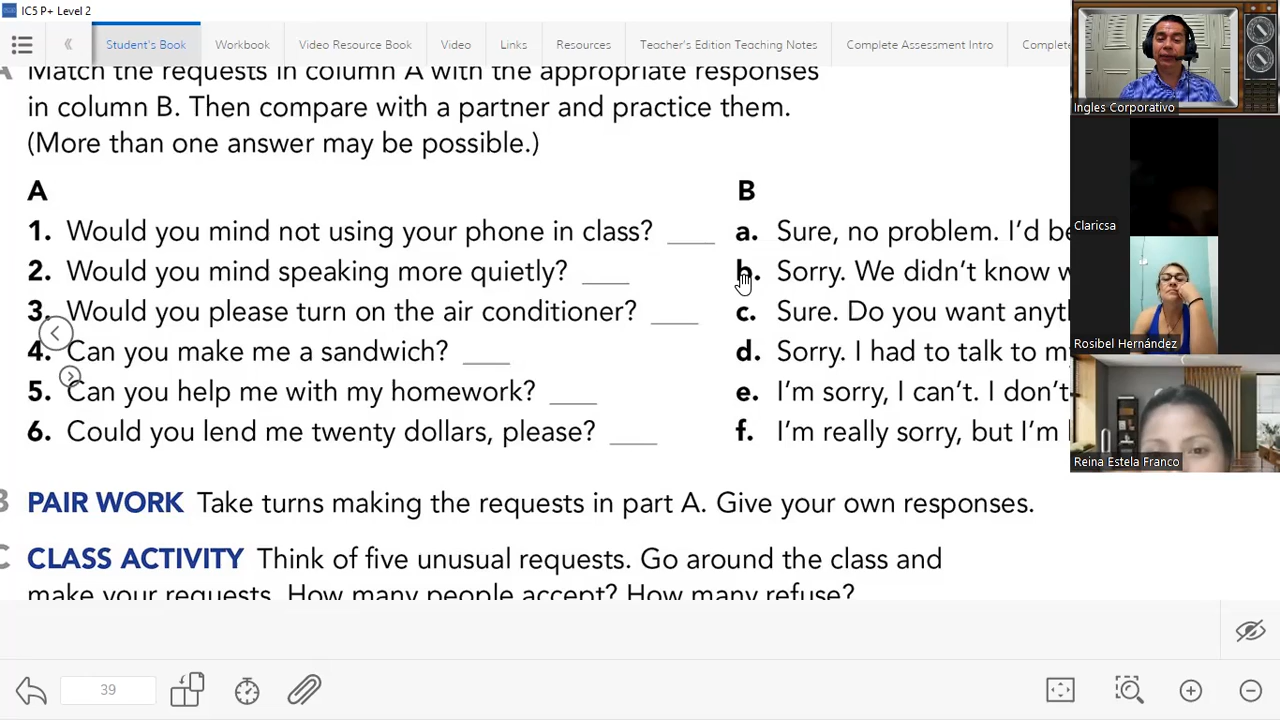 IC5 P+ Level 2
Student's Book Workbook Video Resource Book Links Resources Teacher's Edition Teaching Notes Intro
Match the requests in column A with the appropriate responses
in column B. Then compare with a partner and practice them.
(More than one answer may be possible.)
A B
1. Would you mind not using your phone in class? ____ a. Sure, no problem. I'd be
2. Would you mind speaking more quietly? ____ b. Sorry. We didn't know
3. Would you please turn on the air conditioner? ____ c. Sure. Do you want
4. Can you make me a sandwich? ____ d. Sorry. I had to talk to
5. Can you help me with my homework? ____ e. I'm sorry, I can't. I don't
6. Could you lend me twenty dollars, please? ____ f. I'm really sorry, but I'm
B PAIR WORK Take turns making the requests in part A. Give your own responses.
C CLASS ACTIVITY Think of five unusual requests. Go around the class and
make your requests. How many people accept? How many refuse?
39
Ingles Corporativo
Claricsa
Rosibel Hernández
Reina Estela Franco